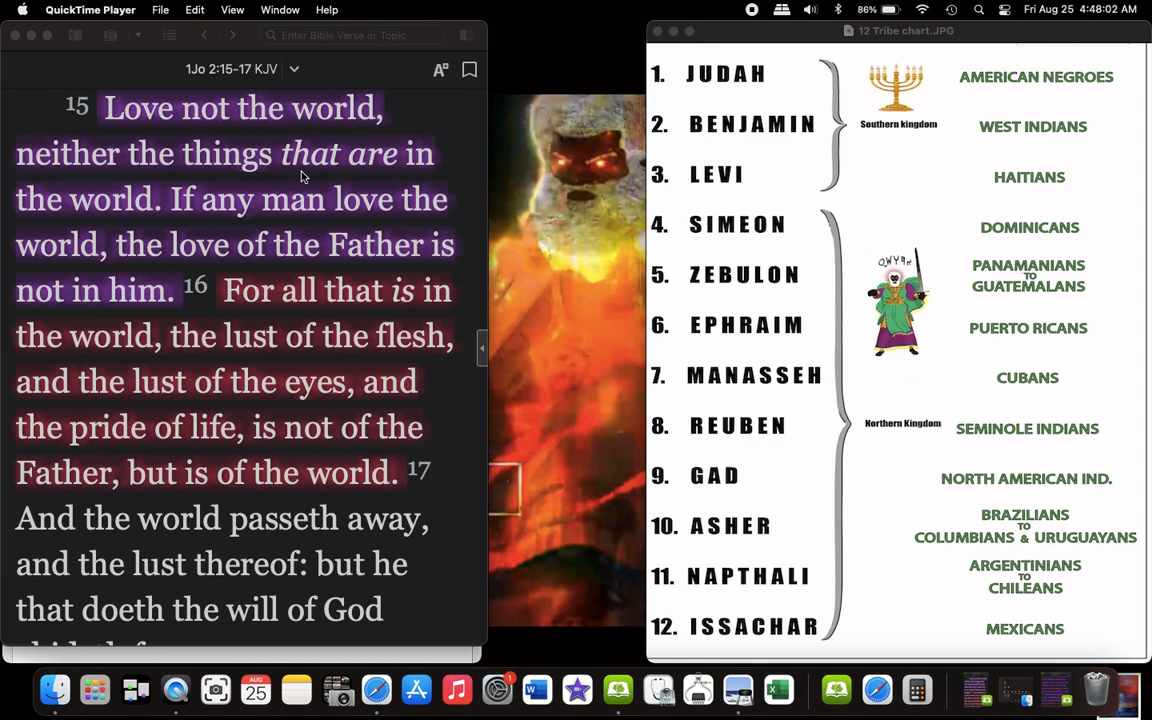 QuickTime Player File Edit View Window Help 86% Fri Aug 25 4:48:02 AM
Enter Bible Verse or Topic
1Jo 2:15-17 KJV
15 Love not the world,
neither the things that are in
the world. If any man love the
world, the love of the Father is
not in him. 16 For all that is in
the world, the lust of the flesh,
and the lust of the eyes, and
the pride of life, is not of the
Father, but is of the world. 17
And the world passeth away,
and the lust thereof: but he
that doeth the will of God
12 Tribe chart.JPG
1. JUDAH
2. BENJAMIN
3. LEVI
4. SIMEON
5. ZEBULON
6. EPHRAIM
7. MANASSEH
8. REUBEN
9. GAD
10. ASHER
11. NAPTHALI
12. ISSACHAR
Southern kingdom
Northern Kingdom
AMERICAN NEGROES
WEST INDIANS
HAITIANS
DOMINICANS
PANAMANIANS
TO
GUATEMALANS
PUERTO RICANS
CUBANS
SEMINOLE INDIANS
NORTH AMERICAN IND.
BRAZILIANS
TO
COLUMBIANS & URUGUAYANS
ARGENTINIANS
TO
CHILEANS
MEXICANS
AUG
25
1